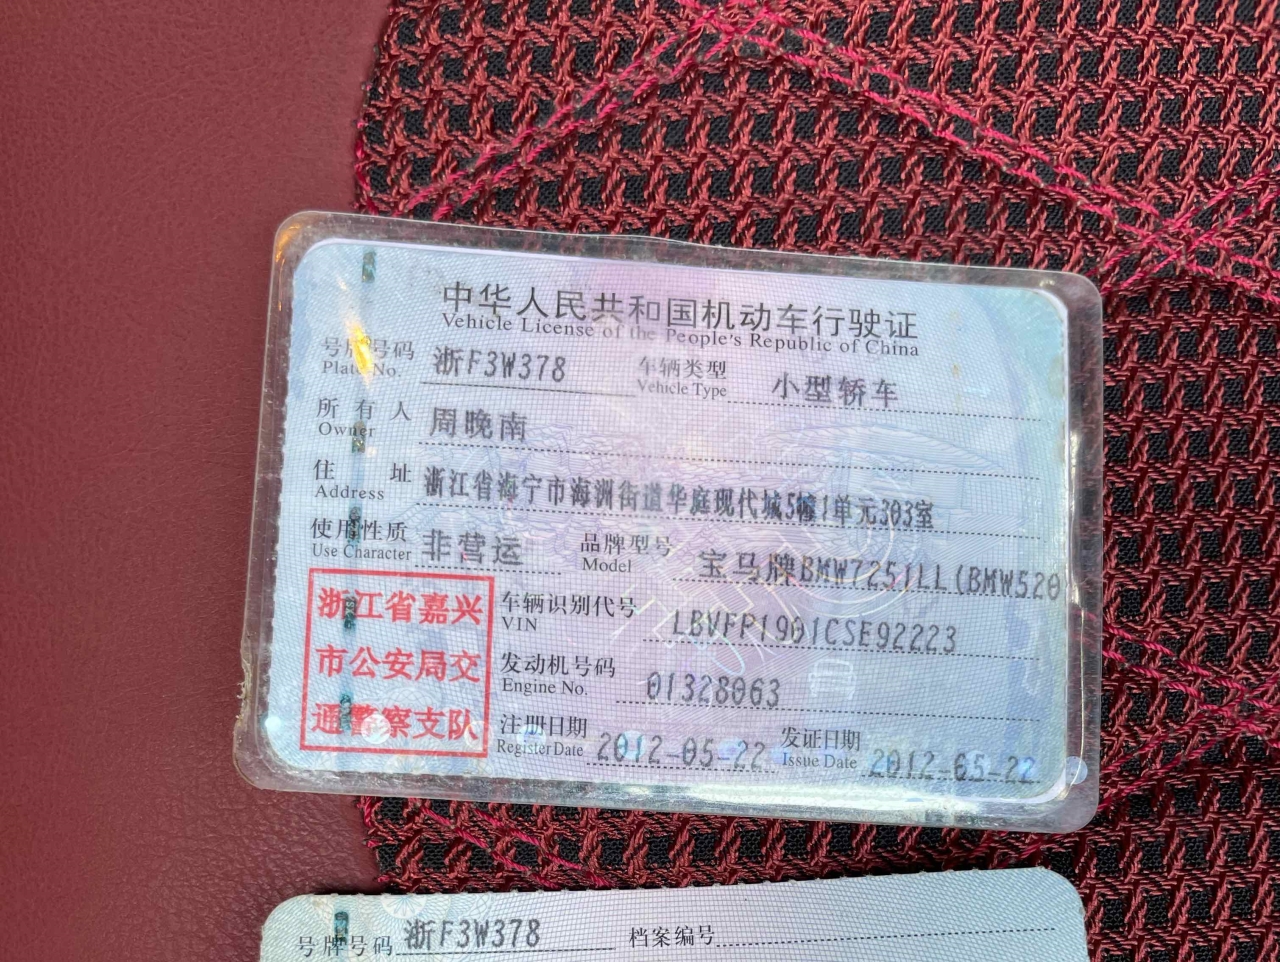 中华人民共和国机动车行驶证
Vehicle License of the People's Republic of China
号牌号码 浙F3W378 车辆类型 小型轿车
Plate No. Vehicle Type
所有人 周晚南
Owner
住址 浙江省海宁市海洲街道华庭现代城5幢1单元303室
Address
使用性质 非营运 品牌型号 宝马牌BMW7251LL(BMW520
Use Character Model
浙江省嘉兴
市公安局交
通警察支队
车辆识别代号 LBVFP1901CSE92223
VIN
发动机号码 01328063
Engine No.
注册日期 2012-05-22 发证日期 2012-05-22
Register Date Issue Date
号牌号码 浙F3W378 档案编号